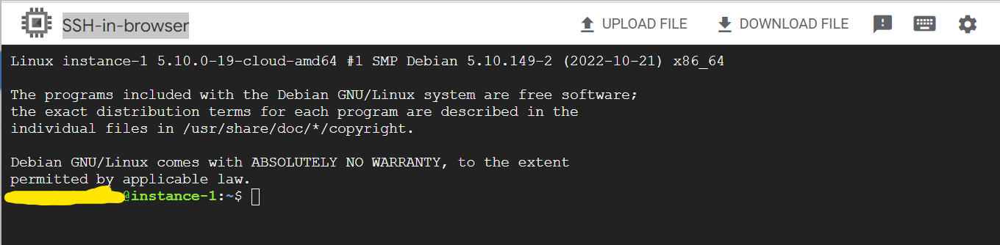 SSH-in-browser
UPLOAD FILE
DOWNLOAD FILE
Linux instance-1 5.10.0-19-cloud-amd64 #1 SMP Debian 5.10.149-2 (2022-10-21) x86_64
The programs included with the Debian GNU/Linux system are free software;
the exact distribution terms for each program are described in the
individual files in /usr/share/doc/*/copyright.
Debian GNU/Linux comes with ABSOLUTELY NO WARRANTY, to the extent
permitted by applicable law.
@instance-1:~$